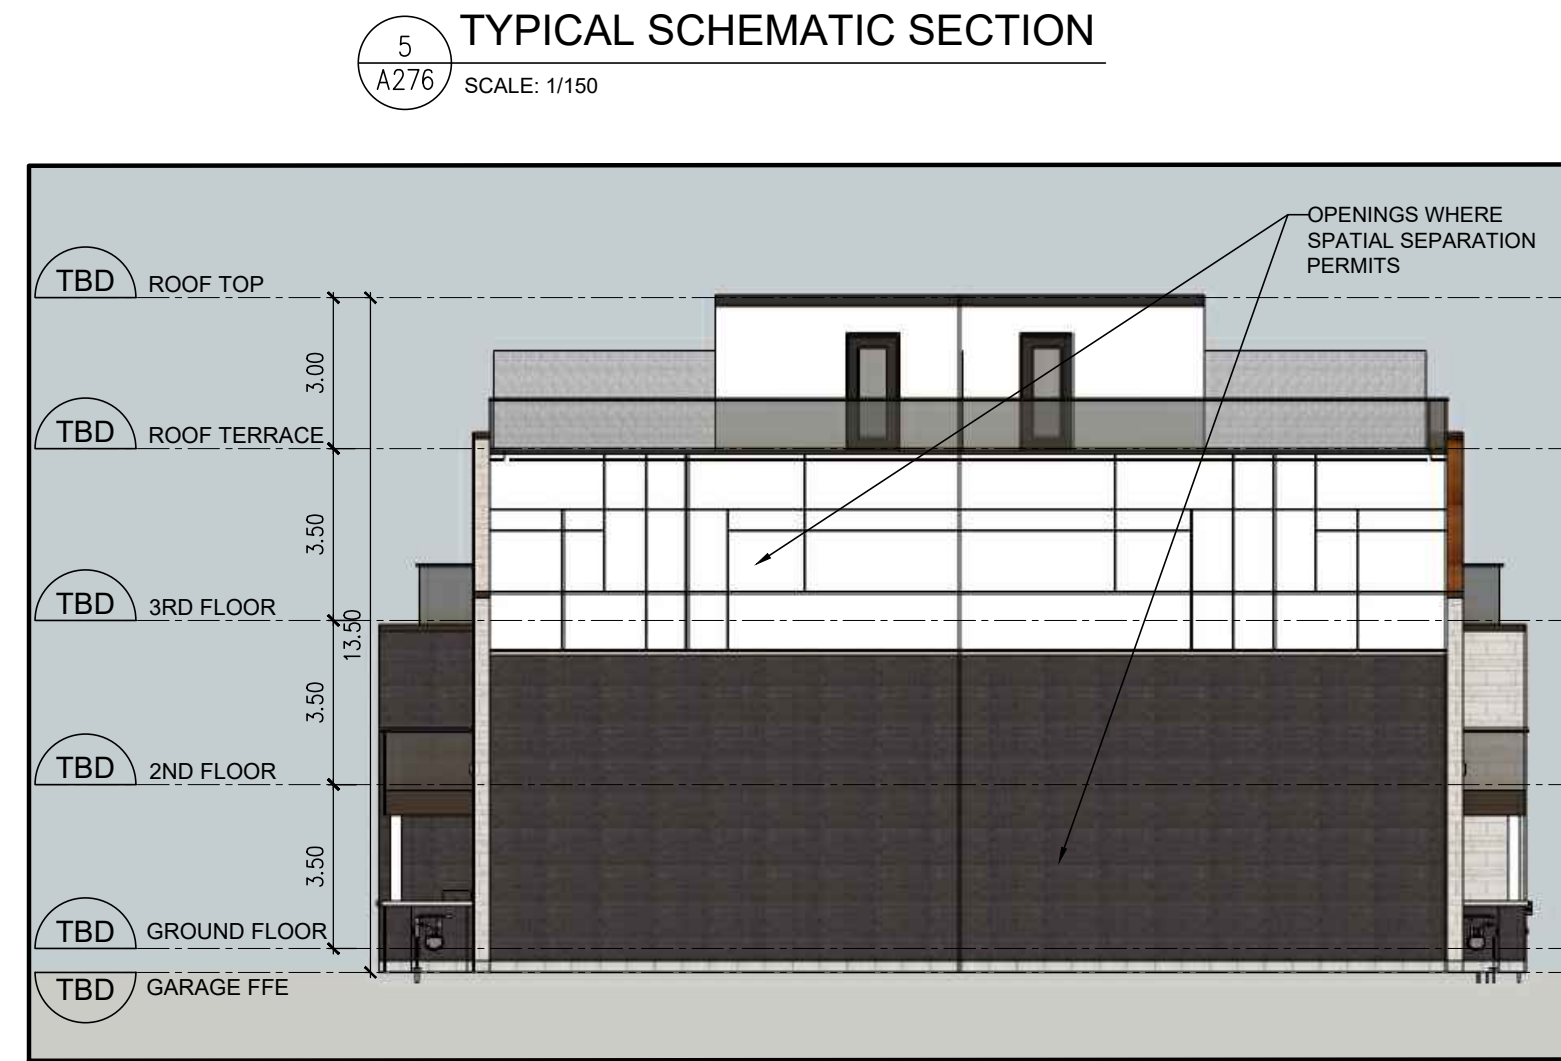 5
A276
TYPICAL SCHEMATIC SECTION
SCALE: 1/150
OPENINGS WHERE
SPATIAL SEPARATION
PERMITS
TBD ROOF TOP
3.00
TBD ROOF TERRACE
3.50
TBD 3RD FLOOR
13.50
3.50
TBD 2ND FLOOR
3.50
TBD GROUND FLOOR
TBD GARAGE FFE